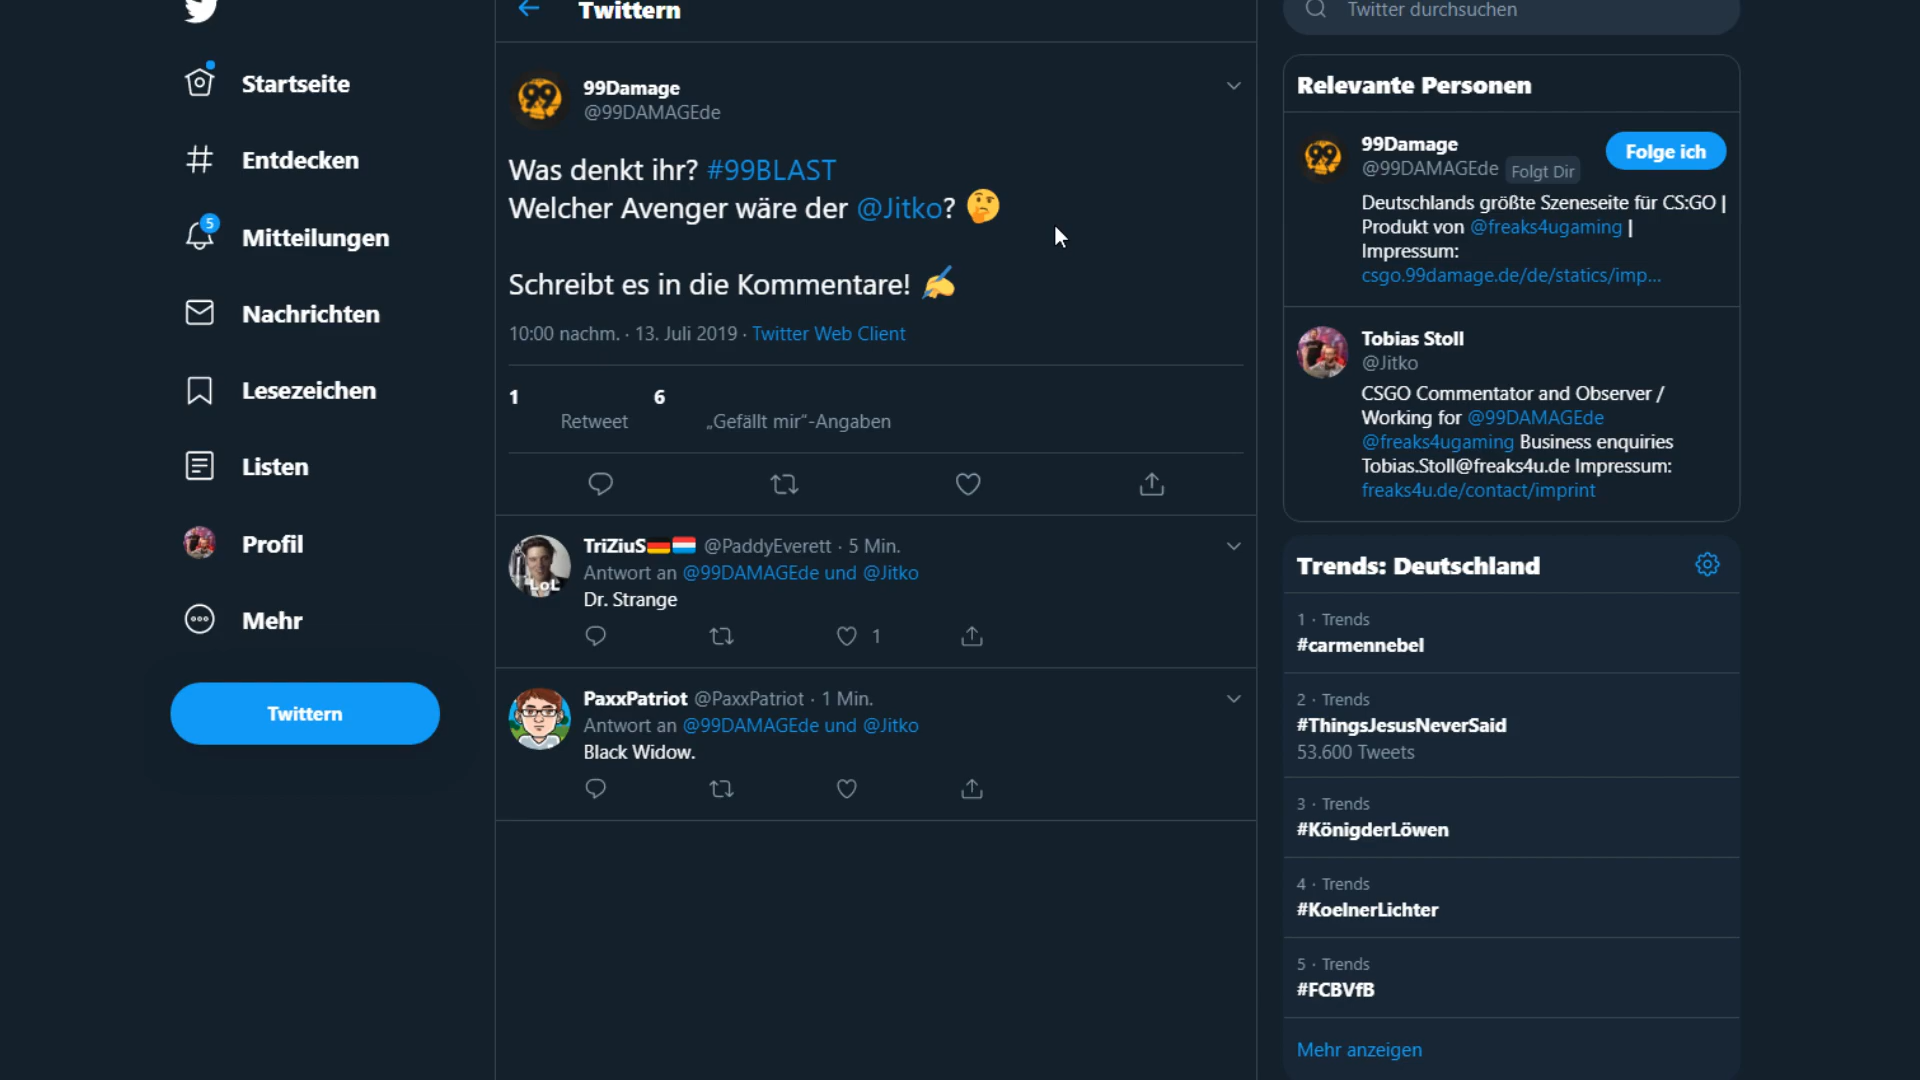 Startseite
Entdecken
5
Mitteilungen
Nachrichten
Lesezeichen
Listen
Profil
Mehr
Twittern
Twittern
99Damage
@99DAMAGEde
Was denkt ihr? #99BLAST
Welcher Avenger wäre der @Jitko? 🤔
Schreibt es in die Kommentare! ✍
10:00 nachm. · 13. Juli 2019 · Twitter Web Client
1 Retweet 6 „Gefällt mir“-Angaben
TriZiuS🇩🇪🇱🇺 @PaddyEverett · 5 Min.
Antwort an @99DAMAGEde und @Jitko
Dr. Strange
1
LoL
PaxxPatriot @PaxxPatriot · 1 Min.
Antwort an @99DAMAGEde und @Jitko
Black Widow.
Twitter durchsuchen
Relevante Personen
99Damage
@99DAMAGEde Folgt Dir
Folge ich
Deutschlands größte Szeneseite für CS:GO |
Produkt von @freaks4ugaming |
Impressum:
csgo.99damage.de/de/statics/imp...
Tobias Stoll
@Jitko
CSGO Commentator and Observer /
Working for @99DAMAGEde
@freaks4ugaming Business enquiries
Tobias.Stoll@freaks4u.de Impressum:
freaks4u.de/contact/imprint
Trends: Deutschland
1 · Trends
#carmennebel
2 · Trends
#ThingsJesusNeverSaid
53.600 Tweets
3 · Trends
#KönigderLöwen
4 · Trends
#KoelnerLichter
5 · Trends
#FCBVfB
Mehr anzeigen